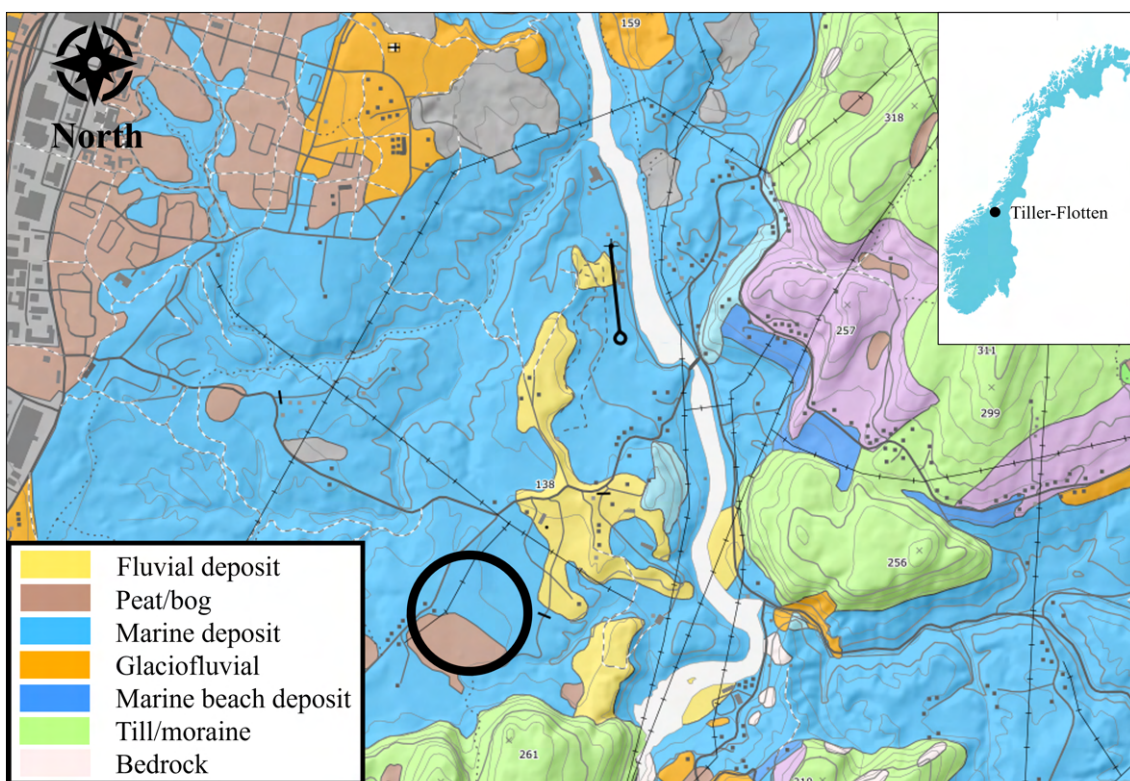 159
North
318
Tiller-Flotten
257
311
299
138
256
Fluvial deposit
Peat/bog
Marine deposit
Glaciofluvial
Marine beach deposit
Till/moraine
Bedrock
261